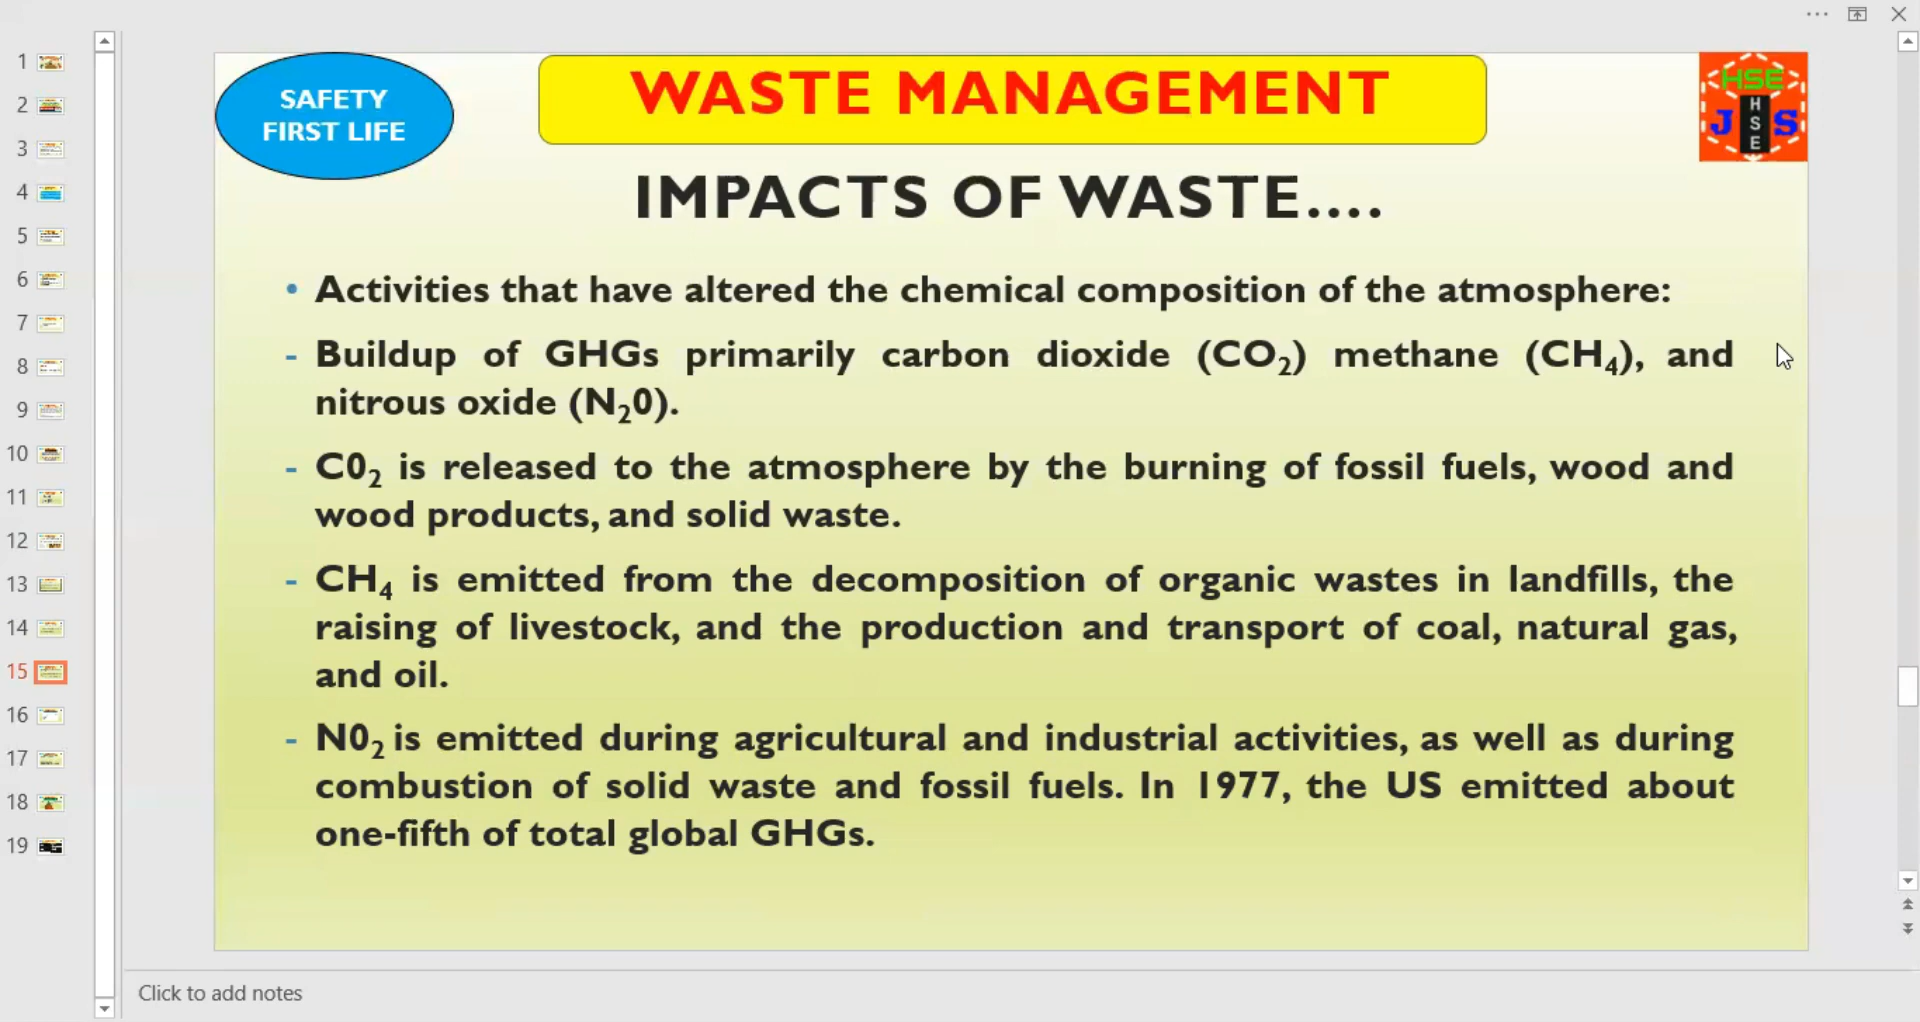 SAFETY
FIRST LIFE
WASTE MANAGEMENT
HSE
J HSE S
IMPACTS OF WASTE....
• Activities that have altered the chemical composition of the atmosphere:
- Buildup of GHGs primarily carbon dioxide (CO₂) methane (CH₄), and
nitrous oxide (N₂0).
- C0₂ is released to the atmosphere by the burning of fossil fuels, wood and
wood products, and solid waste.
- CH₄ is emitted from the decomposition of organic wastes in landfills, the
raising of livestock, and the production and transport of coal, natural gas,
and oil.
- N0₂ is emitted during agricultural and industrial activities, as well as during
combustion of solid waste and fossil fuels. In 1977, the US emitted about
one-fifth of total global GHGs.
1
2
3
4
5
6
7
8
9
10
11
12
13
14
15
16
17
18
19
Click to add notes